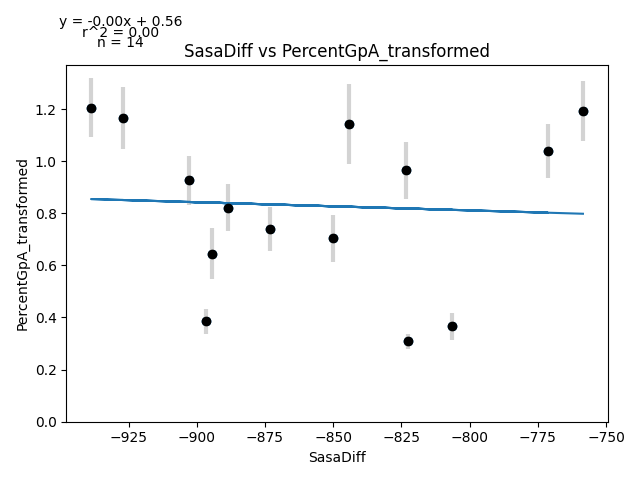 y = -0.00x + 0.56
r^2 = 0.00
n = 14
SasaDiff vs PercentGpA_transformed
PercentGpA_transformed
1.2
1.0
0.8
0.6
0.4
0.2
0.0
−925 −900 −875 −850 −825 −800 −775 −750
SasaDiff